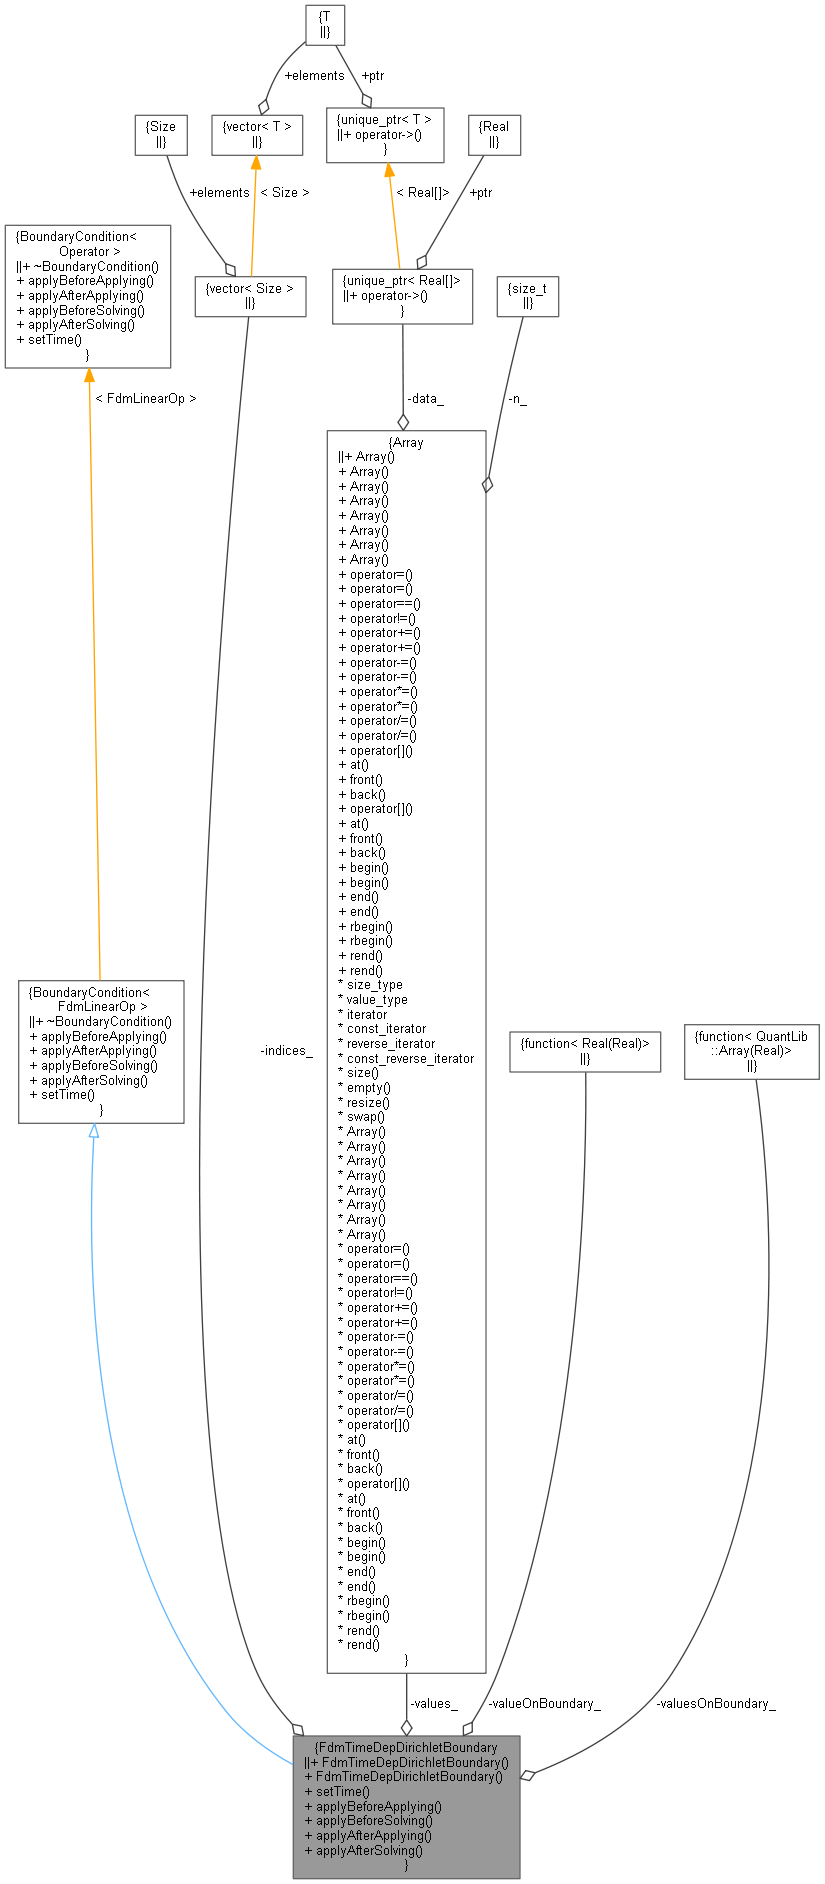 {T
||}
+elements
+ptr
{Size
||}
{vector< T >
||}
{unique_ptr< T >
||+ operator->()
}
{Real
||}
+elements
< Size >
< Real[]>
+ptr
{BoundaryCondition<
Operator >
||+ ~BoundaryCondition()
+ applyBeforeApplying()
+ applyAfterApplying()
+ applyBeforeSolving()
+ applyAfterSolving()
+ setTime()
}
{vector< Size >
||}
{unique_ptr< Real[]>
||+ operator->()
}
{size_t
||}
< FdmLinearOp >
-data_
-n_
{Array
||+ Array()
+ Array()
+ Array()
+ Array()
+ Array()
+ Array()
+ Array()
+ Array()
+ operator=()
+ operator=()
+ operator==()
+ operator!=()
+ operator+=()
+ operator+=()
+ operator-=()
+ operator-=()
+ operator*=()
+ operator*=()
+ operator/=()
+ operator/=()
+ operator[]()
+ at()
+ front()
+ back()
+ operator[]()
+ at()
+ front()
+ back()
+ begin()
+ begin()
+ end()
+ end()
+ rbegin()
+ rbegin()
+ rend()
+ rend()
* size_type
* value_type
* iterator
* const_iterator
* reverse_iterator
* const_reverse_iterator
* size()
* empty()
* resize()
* swap()
* Array()
* Array()
* Array()
* Array()
* Array()
* Array()
* Array()
* Array()
* operator=()
* operator=()
* operator==()
* operator!=()
* operator+=()
* operator+=()
* operator-=()
* operator-=()
* operator*=()
* operator*=()
* operator/=()
* operator/=()
* operator[]()
* at()
* front()
* back()
* operator[]()
* at()
* front()
* back()
* begin()
* begin()
* end()
* end()
* rbegin()
* rbegin()
* rend()
* rend()
}
{BoundaryCondition<
FdmLinearOp >
||+ ~BoundaryCondition()
+ applyBeforeApplying()
+ applyAfterApplying()
+ applyBeforeSolving()
+ applyAfterSolving()
+ setTime()
}
-indices_
{function< Real(Real)>
||}
{function< QuantLib
::Array(Real)>
||}
-values_
-valueOnBoundary_
-valuesOnBoundary_
{FdmTimeDepDirichletBoundary
||+ FdmTimeDepDirichletBoundary()
+ FdmTimeDepDirichletBoundary()
+ setTime()
+ applyBeforeApplying()
+ applyBeforeSolving()
+ applyAfterApplying()
+ applyAfterSolving()
}